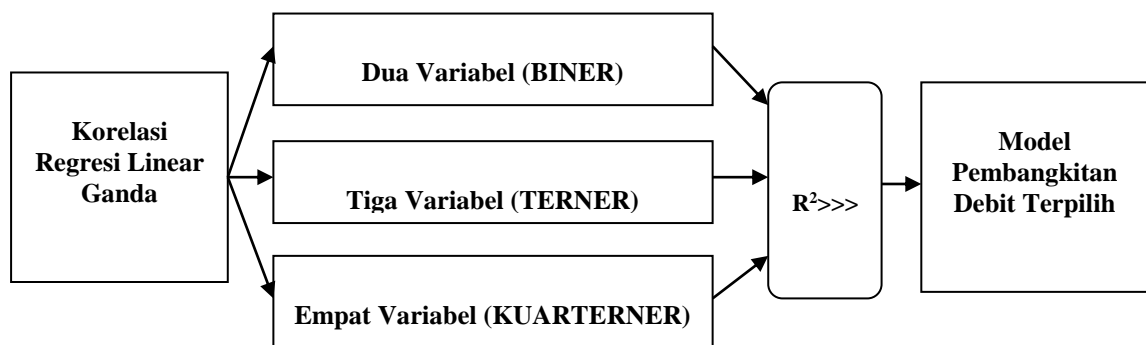 Korelasi
Regresi Linear
Ganda
Dua Variabel (BINER)
Tiga Variabel (TERNER)
Empat Variabel (KUARTERNER)
R²>>>
Model
Pembangkitan
Debit Terpilih